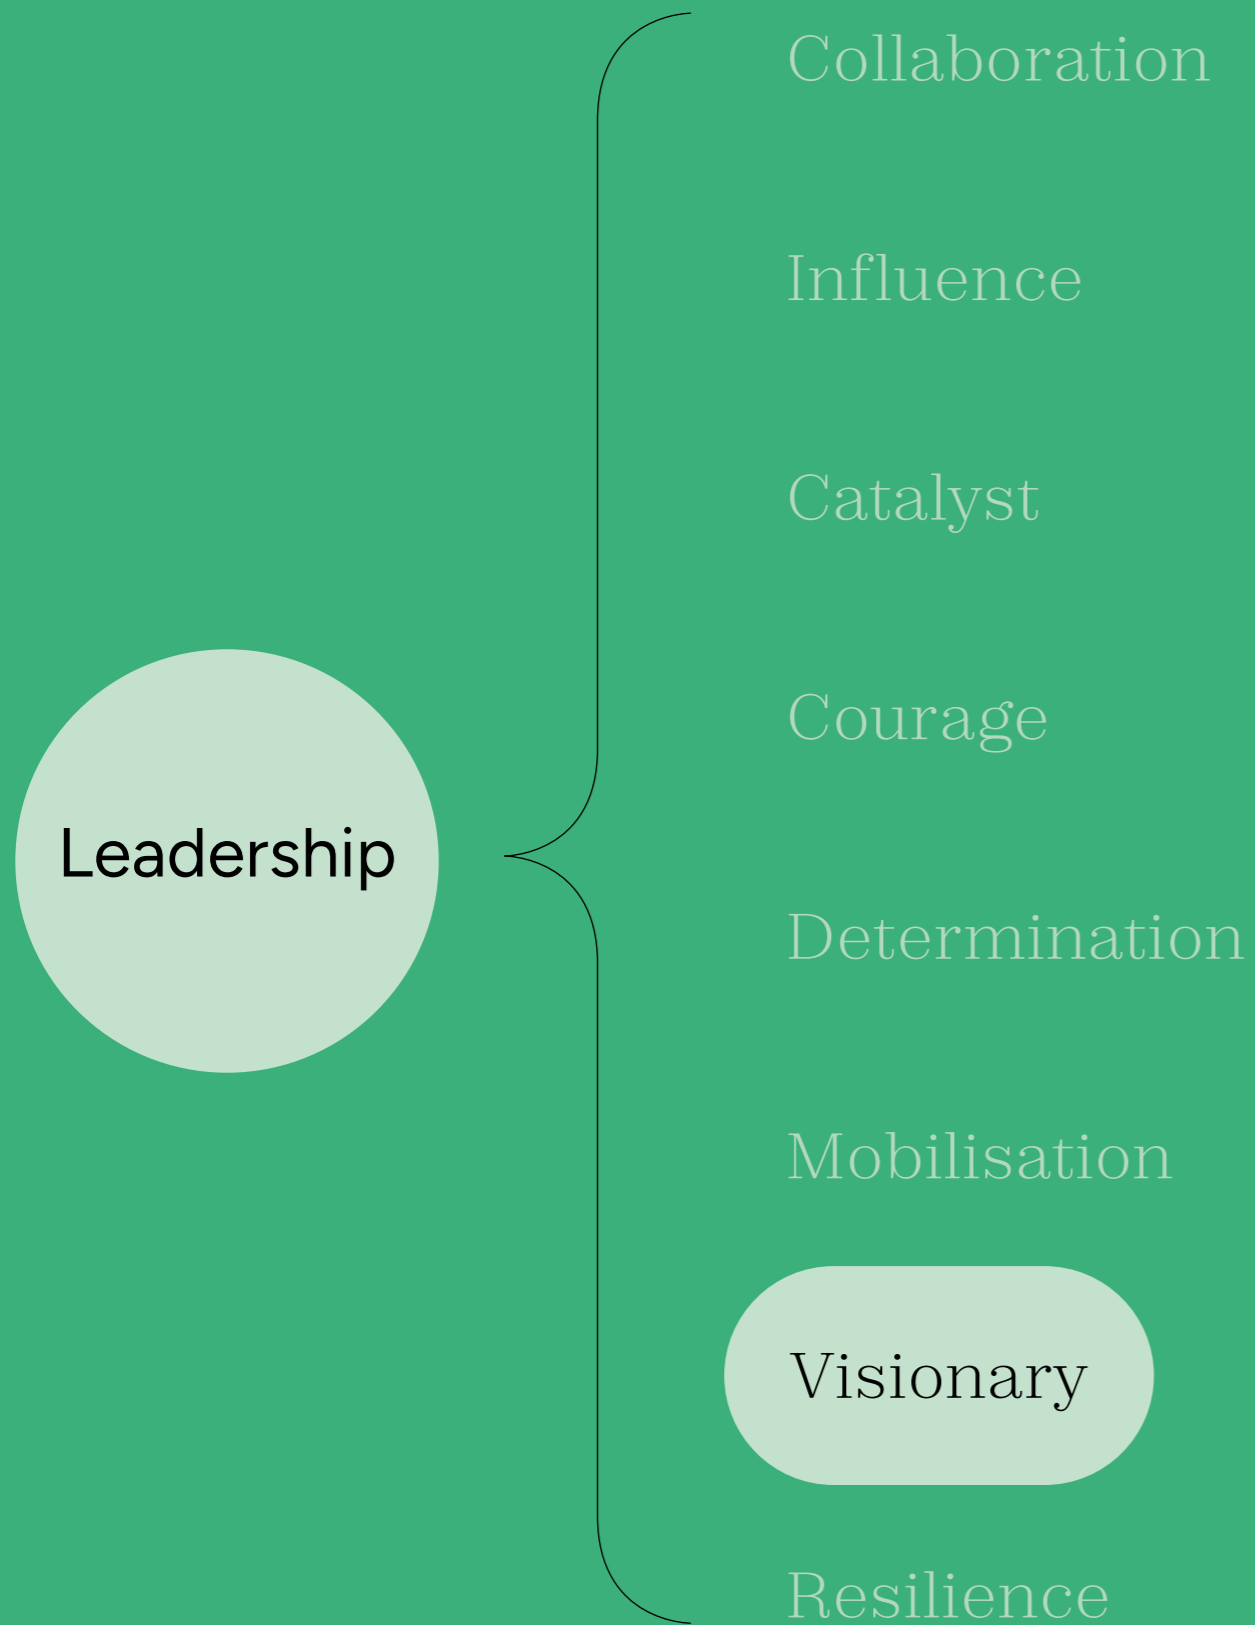 Leadership
Collaboration
Influence
Catalyst
Courage
Determination
Mobilisation
Visionary
Resilience